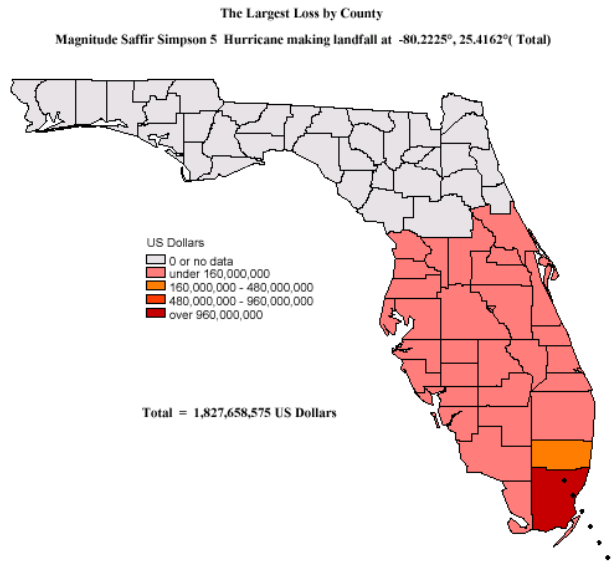 The Largest Loss by County
Magnitude Saffir Simpson 5 Hurricane making landfall at -80.2225°, 25.4162°( Total)
US Dollars
0 or no data
under 160,000,000
160,000,000 - 480,000,000
480,000,000 - 960,000,000
over 960,000,000
Total = 1,827,658,575 US Dollars